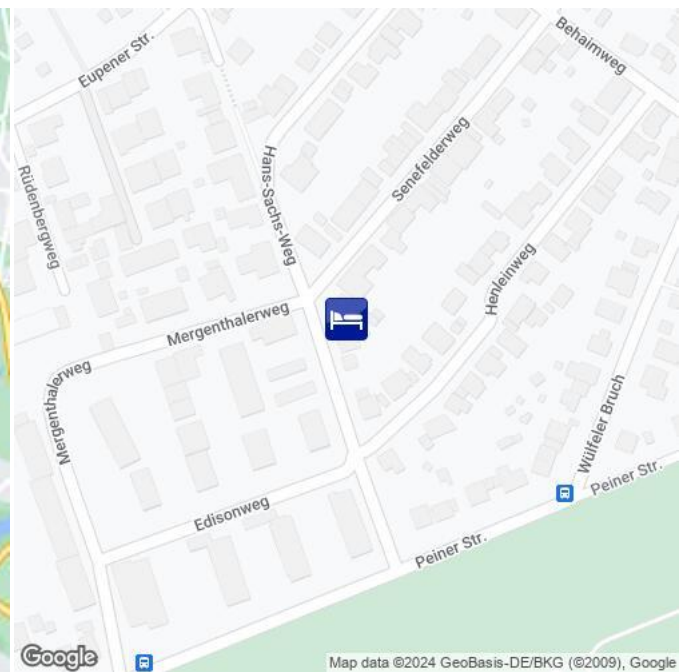 Behaimweg
Eupener Str.
Hans-Sachs-Weg
Senefelderweg
Rüdenbergweg
Henleinweg
Mergenthalerweg
Mergenthalerweg
Wülfeler Bruch
Peiner Str.
Edisonweg
Peiner Str.
Google
Map data ©2024 GeoBasis-DE/BKG (©2009), Google